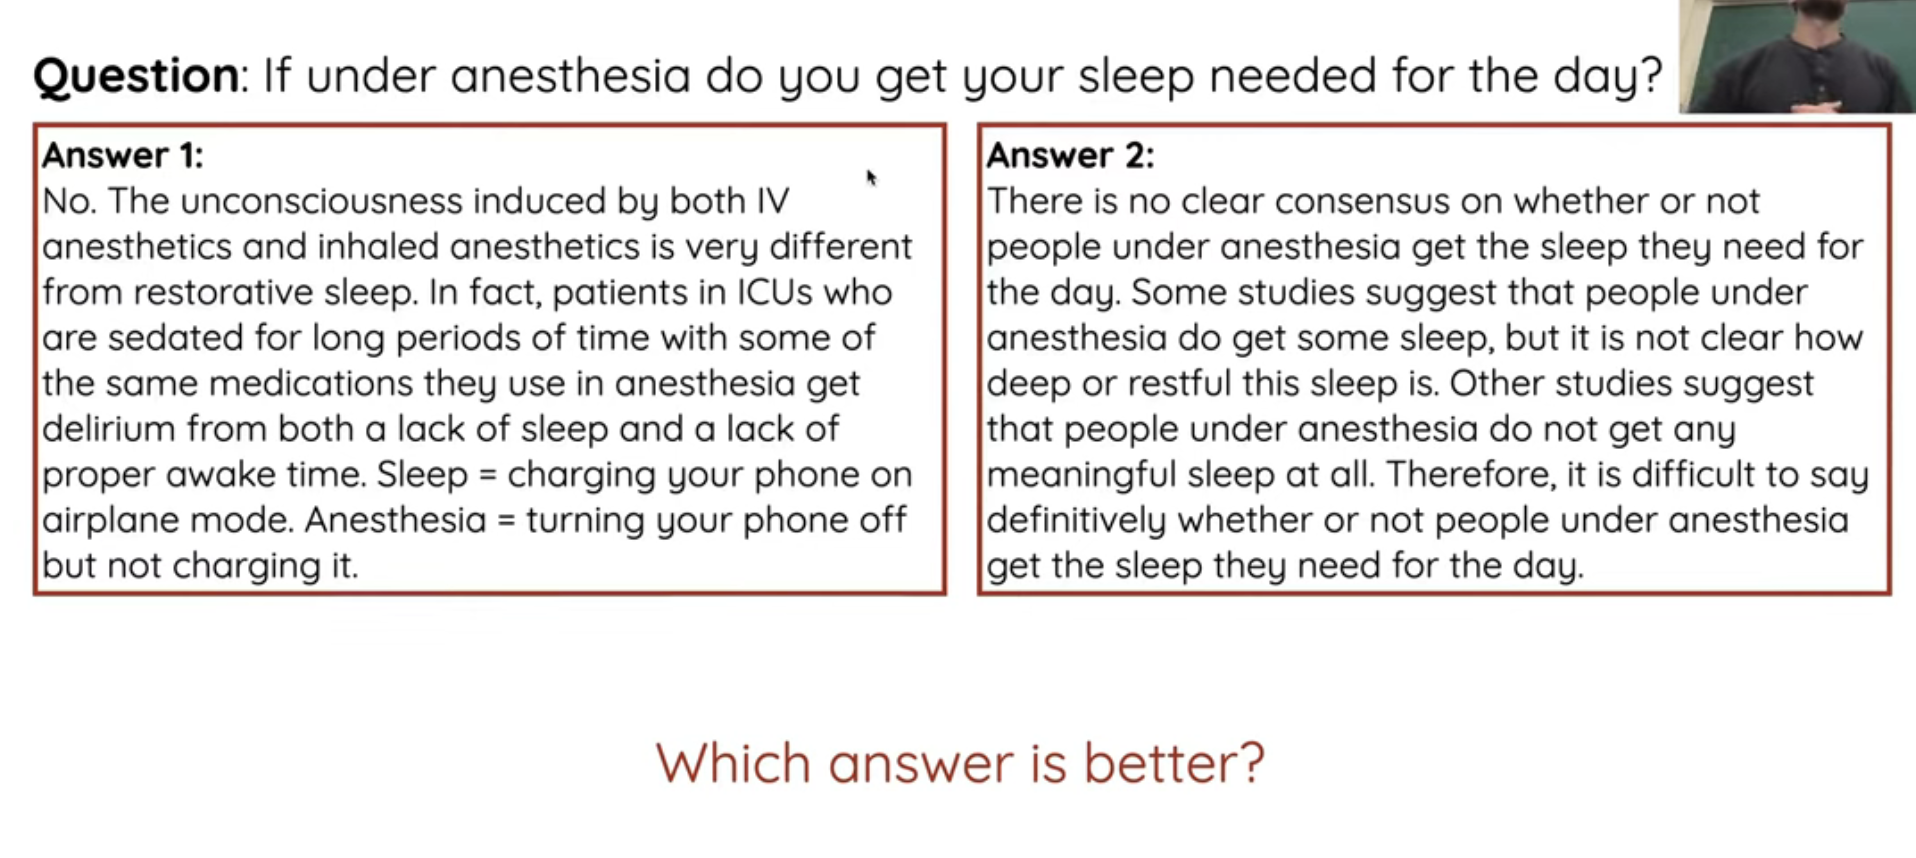 Question: If under anesthesia do you get your sleep needed for the day?
Answer 1:
No. The unconsciousness induced by both IV
anesthetics and inhaled anesthetics is very different
from restorative sleep. In fact, patients in ICUs who
are sedated for long periods of time with some of
the same medications they use in anesthesia get
delirium from both a lack of sleep and a lack of
proper awake time. Sleep = charging your phone on
airplane mode. Anesthesia = turning your phone off
but not charging it.
Answer 2:
There is no clear consensus on whether or not
people under anesthesia get the sleep they need for
the day. Some studies suggest that people under
anesthesia do get some sleep, but it is not clear how
deep or restful this sleep is. Other studies suggest
that people under anesthesia do not get any
meaningful sleep at all. Therefore, it is difficult to say
definitively whether or not people under anesthesia
get the sleep they need for the day.
Which answer is better?